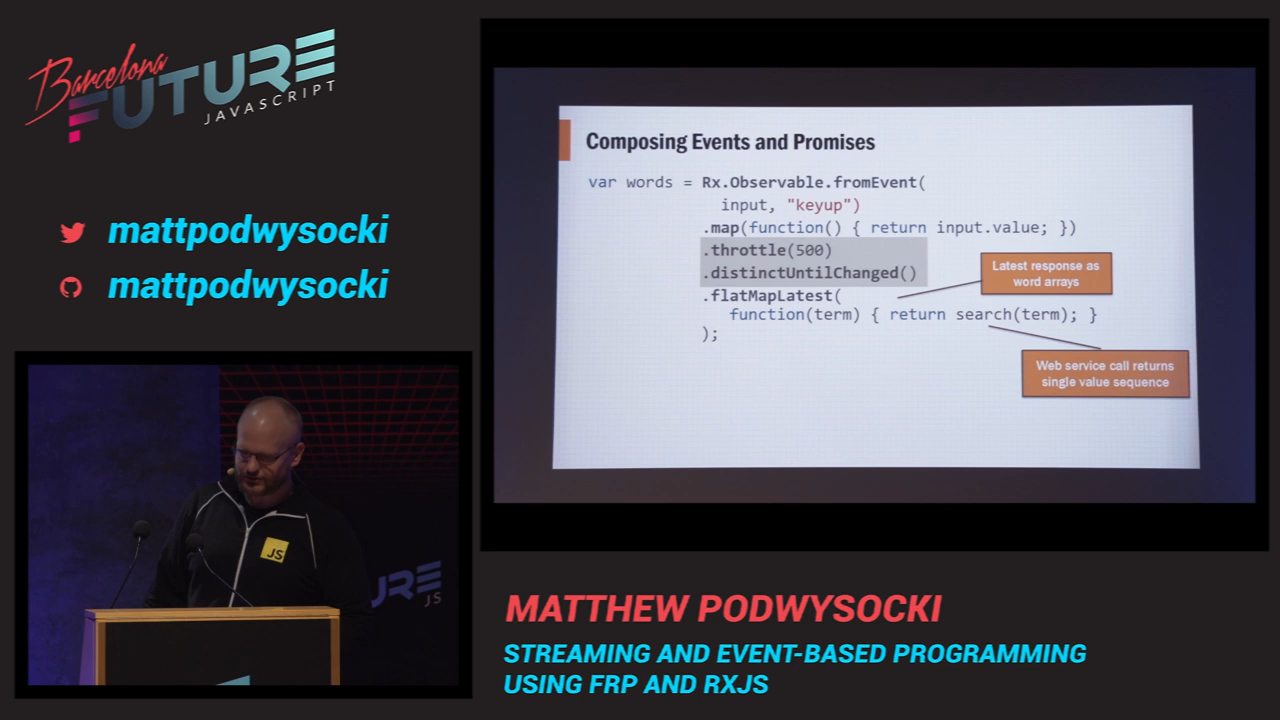 Barcelona
FUTURE
JAVASCRIPT
mattpodwysocki
mattpodwysocki
Composing Events and Promises
var words = Rx.Observable.fromEvent(
input, "keyup")
.map(function() { return input.value; })
.throttle(500)
.distinctUntilChanged()
.flatMapLatest(
function(term) { return search(term); }
);
Latest response as
word arrays
Web service call returns
single value sequence
JS
URE
JS
MATTHEW PODWYSOCKI
STREAMING AND EVENT-BASED PROGRAMMING
USING FRP AND RXJS